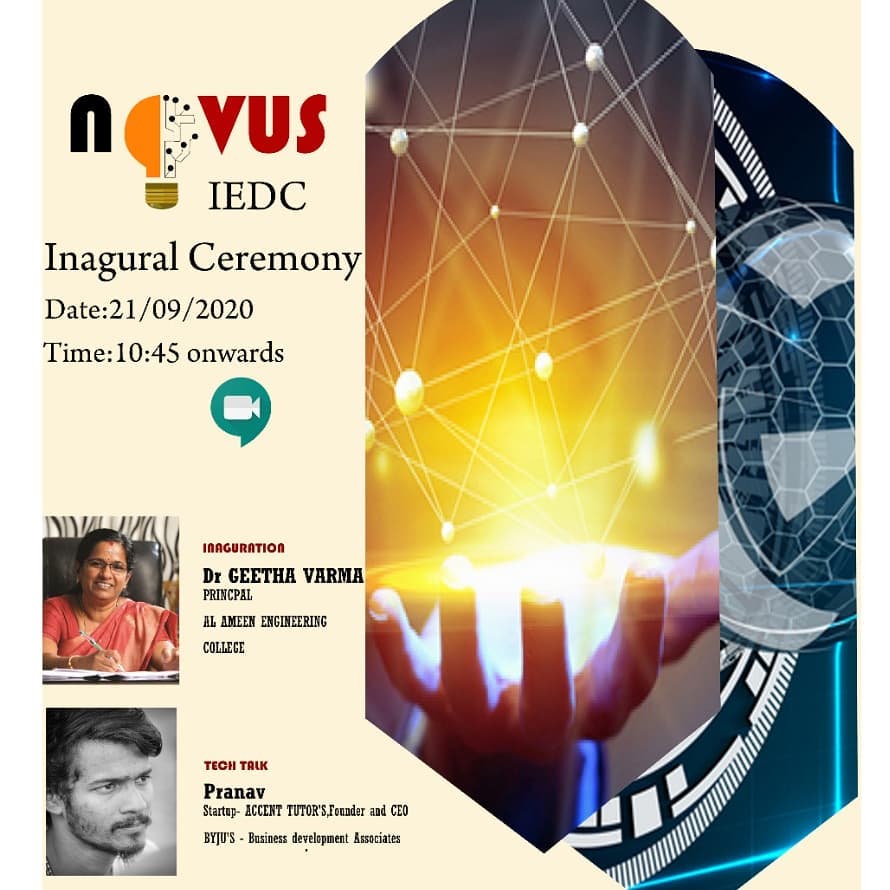 NOVUS
IEDC
Inagural Ceremony
Date:21/09/2020
Time:10:45 onwards
INAGURATION
Dr GEETHA VARMA
PRINCPAL
AL AMEEN ENGINEERING
COLLEGE
TECH TALK
Pranav
Startup- ACCENT TUTOR'S,Founder and CEO
BYJU'S - Business development Associates